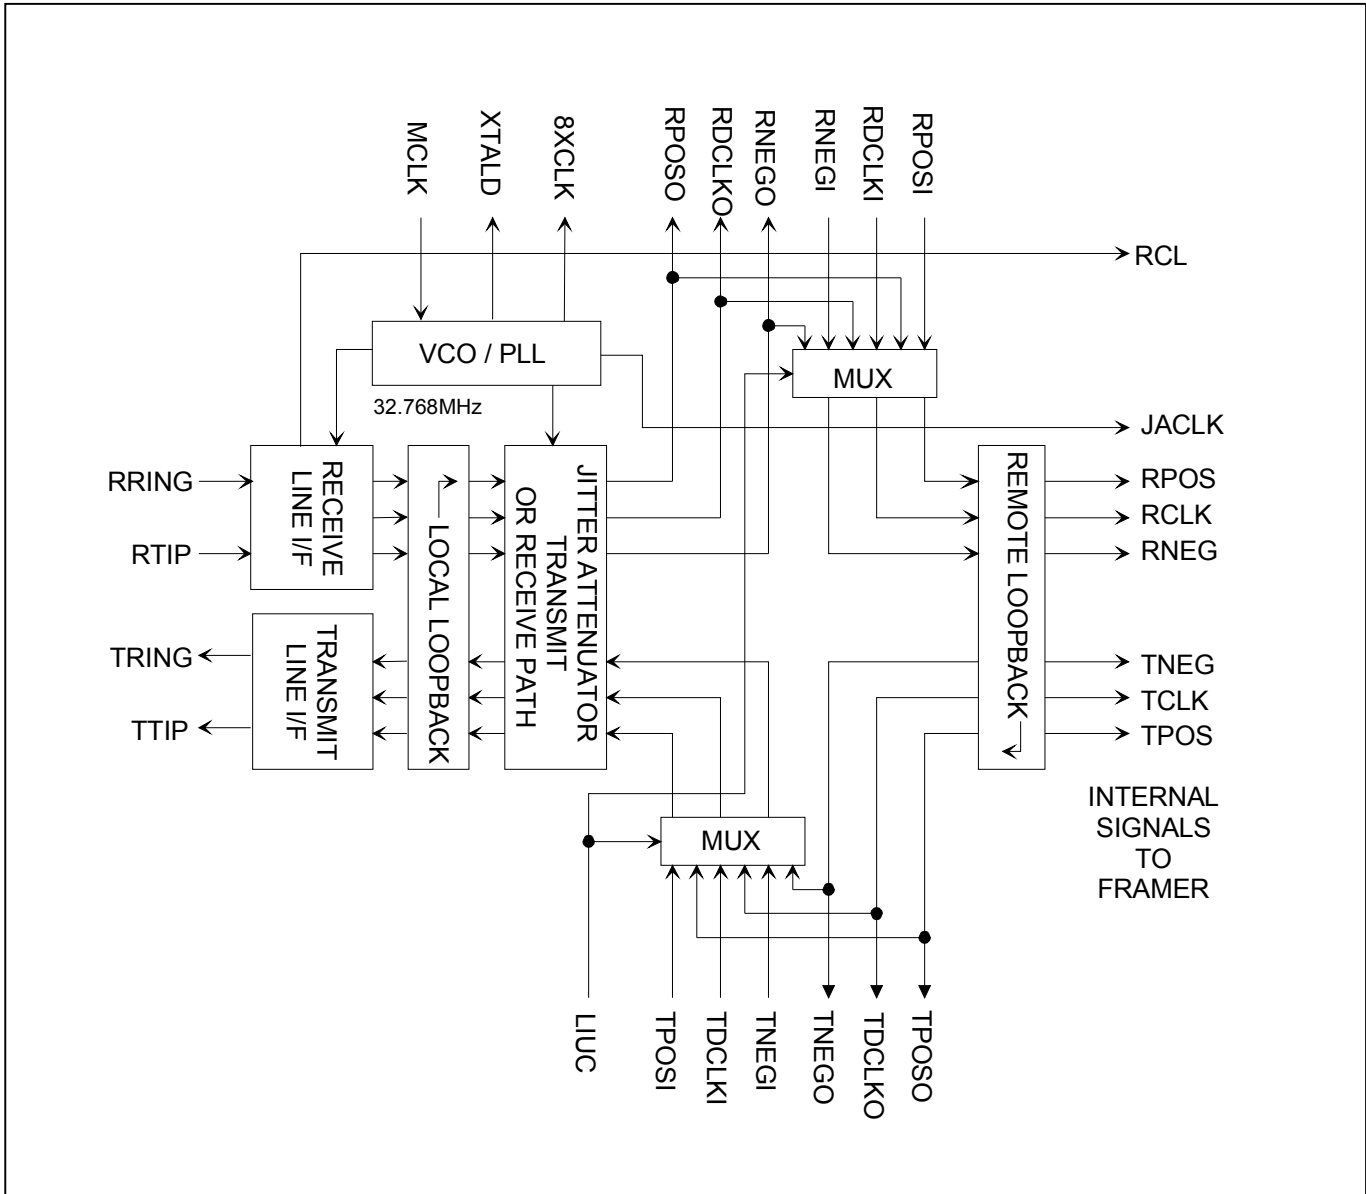 MCLK
XTALD
8XCLK
RPOSO
RDCLKO
RNEGO
RNEGI
RDCLKI
RPOSI
RCL
VCO / PLL
MUX
32.768MHz
JACLK
RRING
RTIP
RECEIVE
LINE I/F
LOCAL LOOPBACK
JITTER ATTENUATOR
TRANSMIT
OR RECEIVE PATH
REMOTE LOOPBACK
RPOS
RCLK
RNEG
TRING
TTIP
TRANSMIT
LINE I/F
TNEG
TCLK
TPOS
INTERNAL
SIGNALS
TO
FRAMER
MUX
LIUC
TPOSI
TDCLKI
TNEGI
TNEGO
TDCLKO
TPOSO